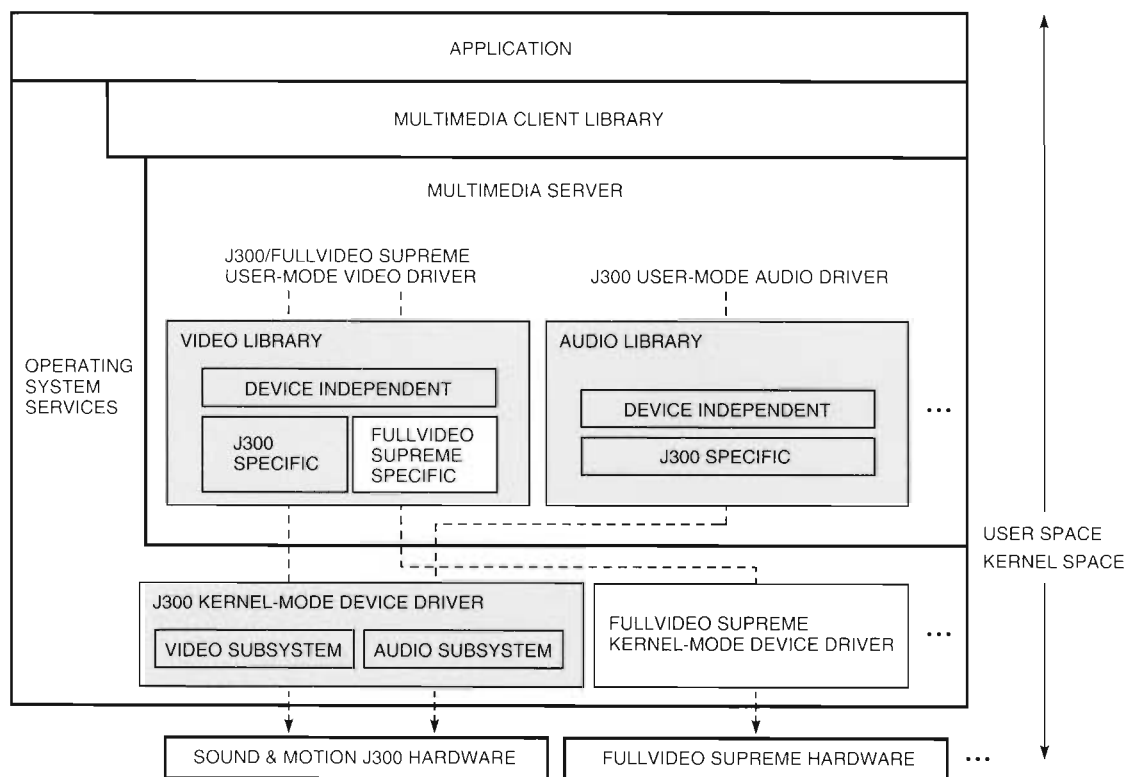 APPLICATION
MULTIMEDIA CLIENT LIBRARY
MULTIMEDIA SERVER
J300/FULLVIDEO SUPREME
USER-MODE VIDEO DRIVER
J300 USER-MODE AUDIO DRIVER
OPERATING
SYSTEM
SERVICES
VIDEO LIBRARY
DEVICE INDEPENDENT
J300
SPECIFIC
FULLVIDEO
SUPREME
SPECIFIC
AUDIO LIBRARY
DEVICE INDEPENDENT
J300 SPECIFIC
...
USER SPACE
KERNEL SPACE
J300 KERNEL-MODE DEVICE DRIVER
VIDEO SUBSYSTEM
AUDIO SUBSYSTEM
FULLVIDEO SUPREME
KERNEL-MODE DEVICE DRIVER
...
SOUND & MOTION J300 HARDWARE
FULLVIDEO SUPREME HARDWARE
...